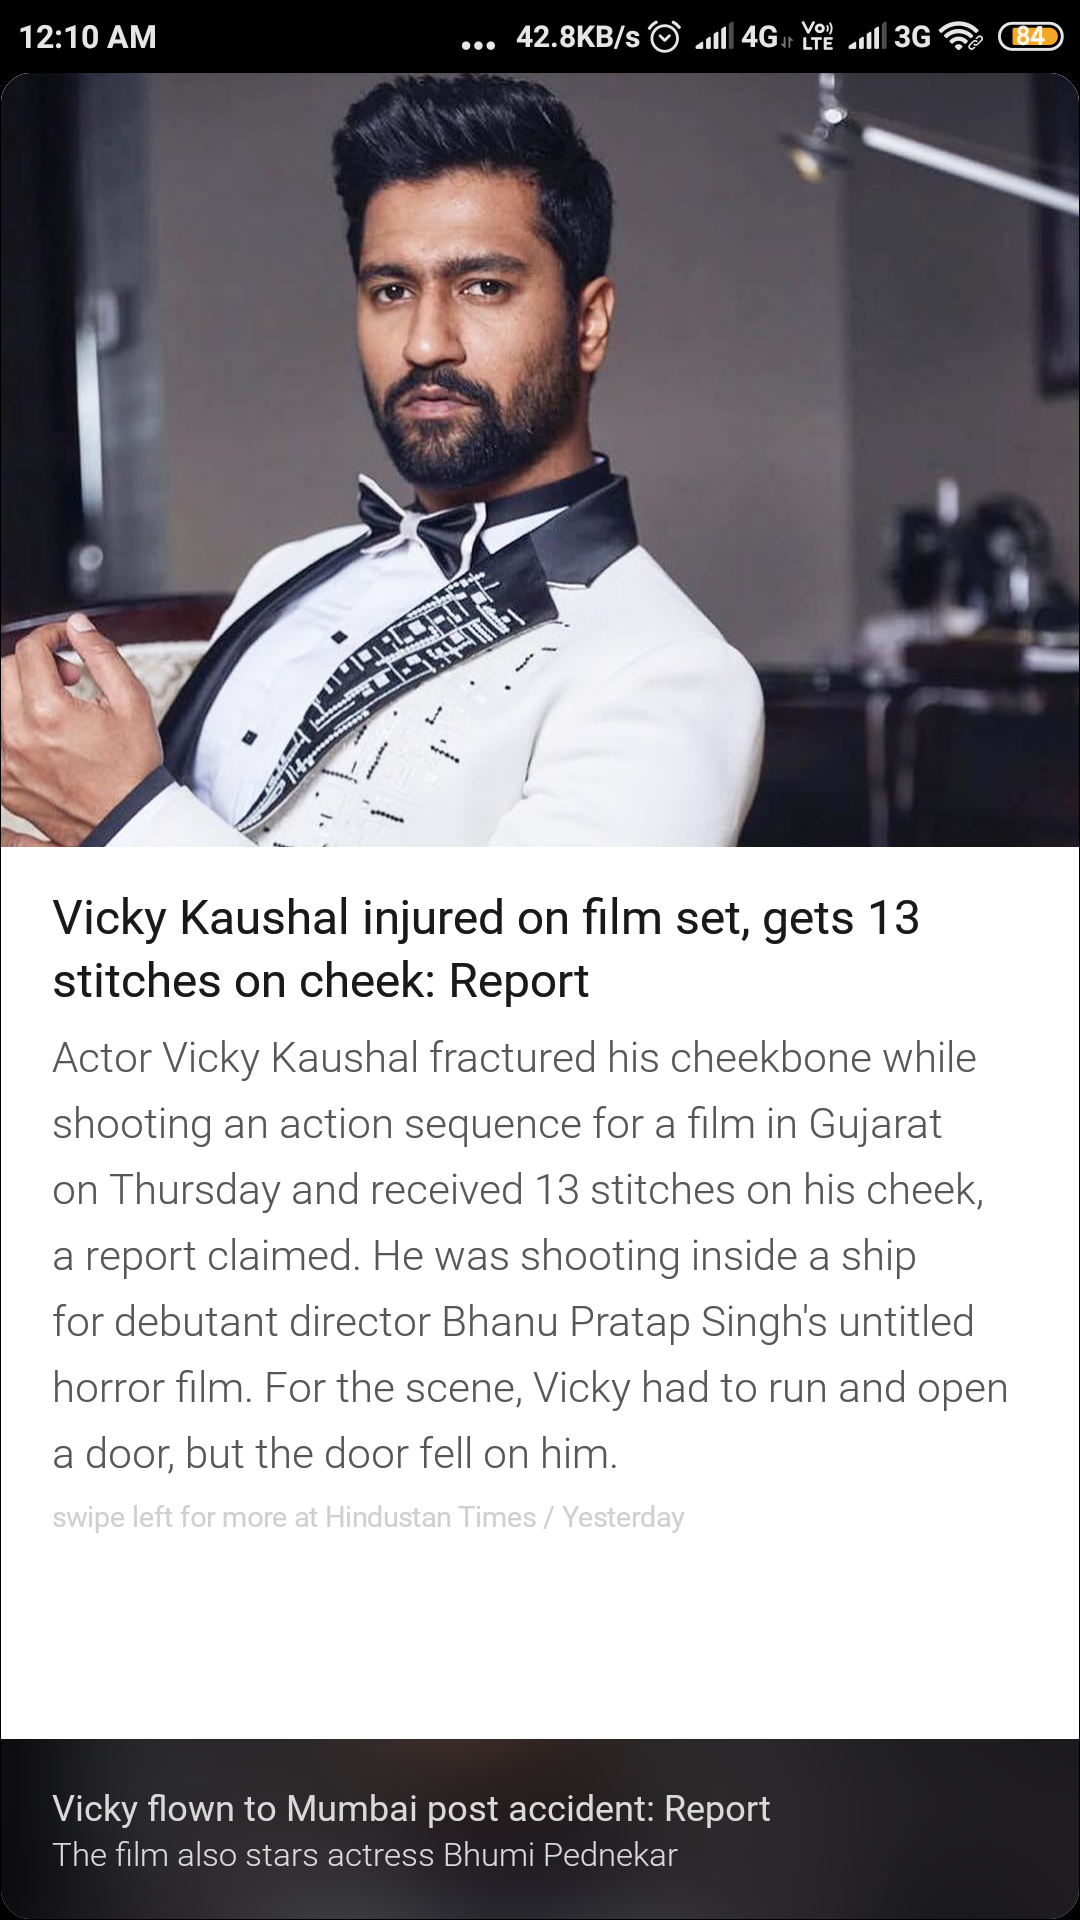 12:10 AM ... 42.8KB/s 4G Vo) LTE 3G 84
Vicky Kaushal injured on film set, gets 13
stitches on cheek: Report
Actor Vicky Kaushal fractured his cheekbone while
shooting an action sequence for a film in Gujarat
on Thursday and received 13 stitches on his cheek,
a report claimed. He was shooting inside a ship
for debutant director Bhanu Pratap Singh's untitled
horror film. For the scene, Vicky had to run and open
a door, but the door fell on him.
swipe left for more at Hindustan Times / Yesterday
Vicky flown to Mumbai post accident: Report
The film also stars actress Bhumi Pednekar